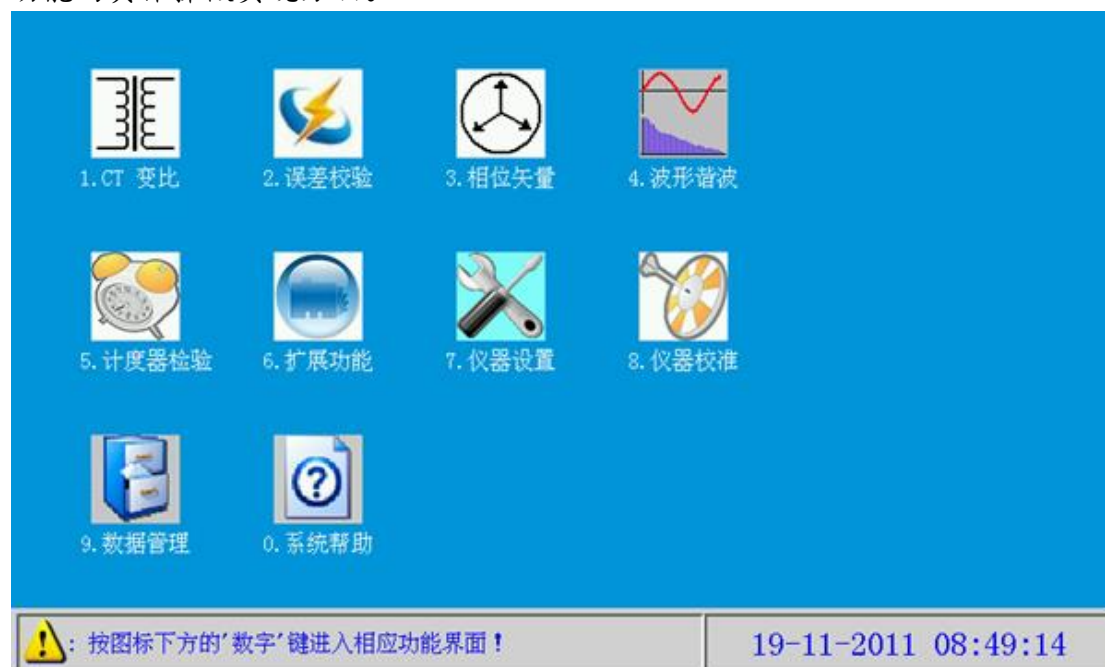 1.CT 变比
2.误差校验
3.相位矢量
4.波形谐波
5.计度器检验
6.扩展功能
7.仪器设置
8.仪器校准
9.数据管理
0.系统帮助
：按图标下方的'数字'键进入相应功能界面！
19-11-2011 08:49:14